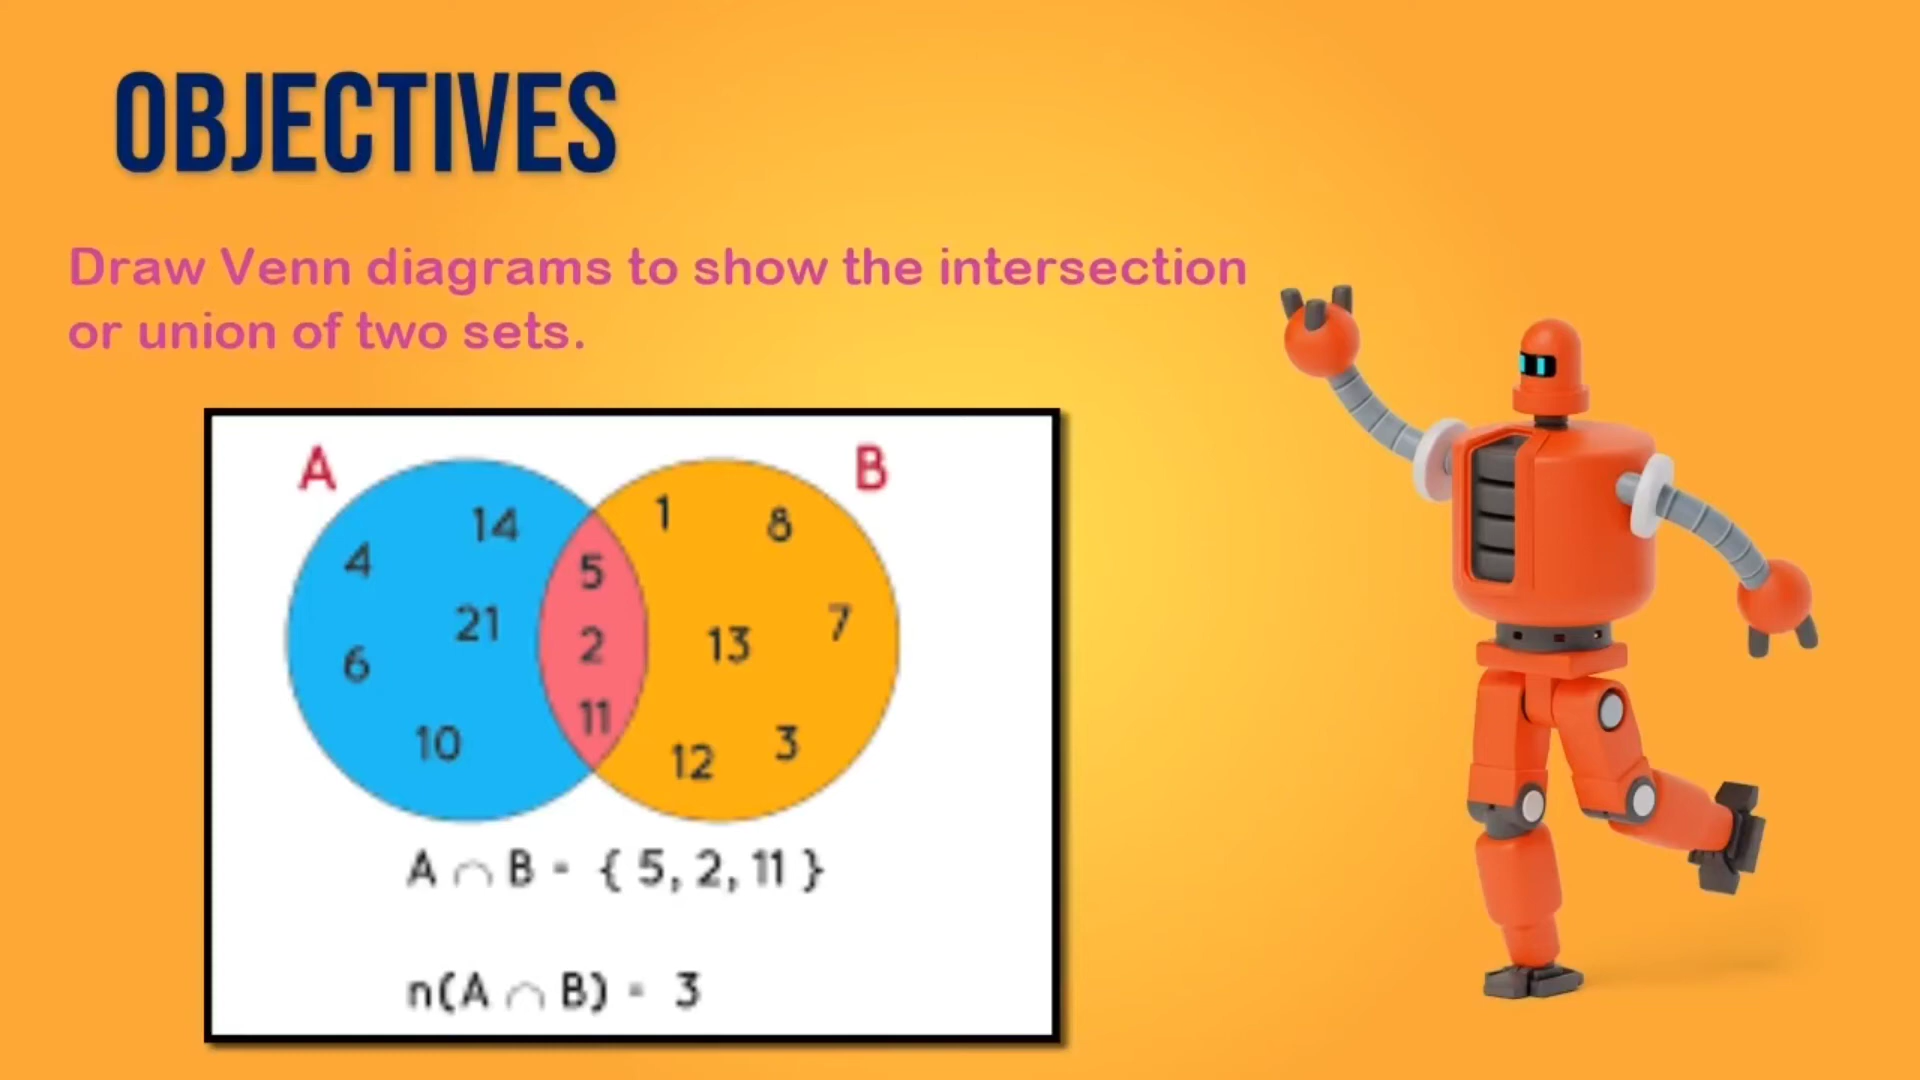 OBJECTIVES
Draw Venn diagrams to show the intersection
or union of two sets.
A B
14 1 8
4 5
21 2 13 7
6
11
10 12 3
A ∩ B = { 5, 2, 11 }
n(A ∩ B) = 3